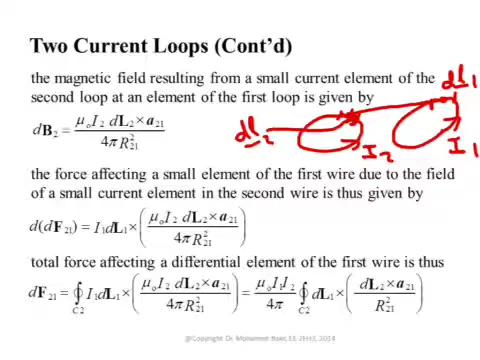 Two Current Loops (Cont’d)
the magnetic field resulting from a small current element of the
second loop at an element of the first loop is given by
dB₂ = μₒI₂ dL₂×a₂₁ / 4πR²₂₁
dl₁
dl₂
I₂
I₁
the force affecting a small element of the first wire due to the field
of a small current element in the second wire is thus given by
d(dF₂₁) = I₁dL₁×(μₒI₂ dL₂×a₂₁ / 4πR²₂₁)
total force affecting a differential element of the first wire is thus
dF₂₁ = ∮C2 I₁dL₁×(μₒI₂ dL₂×a₂₁ / 4πR²₂₁) = μₒI₁I₂ / 4π ∮C2 dL₁×(dL₂×a₂₁ / R²₂₁)